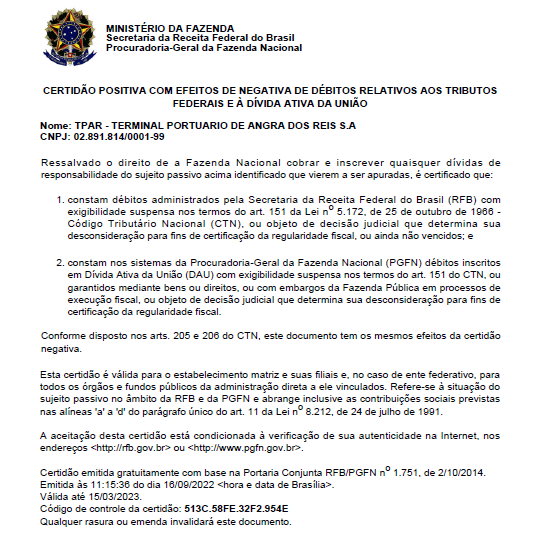 MINISTÉRIO DA FAZENDA
Secretaria da Receita Federal do Brasil
Procuradoria-Geral da Fazenda Nacional
CERTIDÃO POSITIVA COM EFEITOS DE NEGATIVA DE DÉBITOS RELATIVOS AOS TRIBUTOS
FEDERAIS E À DÍVIDA ATIVA DA UNIÃO
Nome: TPAR - TERMINAL PORTUARIO DE ANGRA DOS REIS S.A
CNPJ: 02.891.814/0001-99
Ressalvado o direito de a Fazenda Nacional cobrar e inscrever quaisquer dívidas de
responsabilidade do sujeito passivo acima identificado que vierem a ser apuradas, é certificado que:
1. constam débitos administrados pela Secretaria da Receita Federal do Brasil (RFB) com
exigibilidade suspensa nos termos do art. 151 da Lei nº 5.172, de 25 de outubro de 1966 -
Código Tributário Nacional (CTN), ou objeto de decisão judicial que determina sua
desconsideração para fins de certificação da regularidade fiscal, ou ainda não vencidos; e
2. constam nos sistemas da Procuradoria-Geral da Fazenda Nacional (PGFN) débitos inscritos
em Dívida Ativa da União (DAU) com exigibilidade suspensa nos termos do art. 151 do CTN, ou
garantidos mediante bens ou direitos, ou com embargos da Fazenda Pública em processos de
execução fiscal, ou objeto de decisão judicial que determina sua desconsideração para fins de
certificação da regularidade fiscal.
Conforme disposto nos arts. 205 e 206 do CTN, este documento tem os mesmos efeitos da certidão
negativa.
Esta certidão é válida para o estabelecimento matriz e suas filiais e, no caso de ente federativo, para
todos os órgãos e fundos públicos da administração direta a ele vinculados. Refere-se à situação do
sujeito passivo no âmbito da RFB e da PGFN e abrange inclusive as contribuições sociais previstas
nas alíneas 'a' a 'd' do parágrafo único do art. 11 da Lei nº 8.212, de 24 de julho de 1991.
A aceitação desta certidão está condicionada à verificação de sua autenticidade na Internet, nos
endereços <http://rfb.gov.br> ou <http://www.pgfn.gov.br>.
Certidão emitida gratuitamente com base na Portaria Conjunta RFB/PGFN nº 1.751, de 2/10/2014.
Emitida às 11:15:36 do dia 16/09/2022 <hora e data de Brasília>.
Válida até 15/03/2023.
Código de controle da certidão: 513C.58FE.32F2.954E
Qualquer rasura ou emenda invalidará este documento.